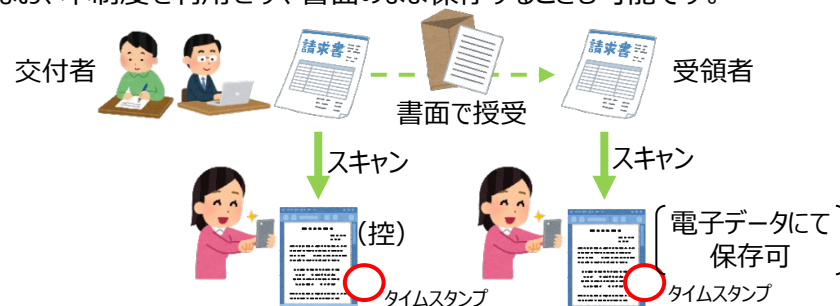 なお、本制度を利用せず、書面のまま保存することも可能です。
交付者
請求書
請求書
受領者
書面で授受
スキャン
スキャン
(控)
電子データにて
保存可
タイムスタンプ
タイムスタンプ